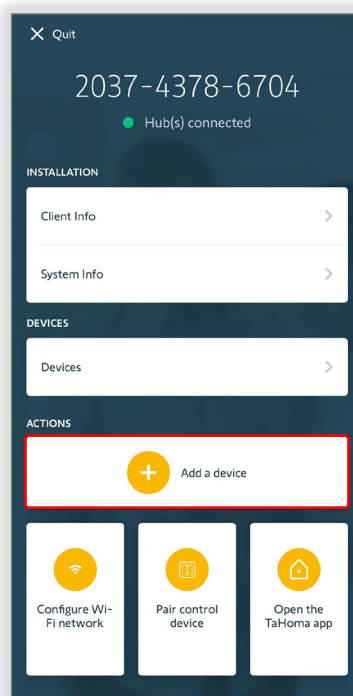 Quit
2037-4378-6704
Hub(s) connected
INSTALLATION
Client Info
System Info
DEVICES
Devices
ACTIONS
Add a device
Configure Wi-
Fi network
Pair control
device
Open the
TaHoma app